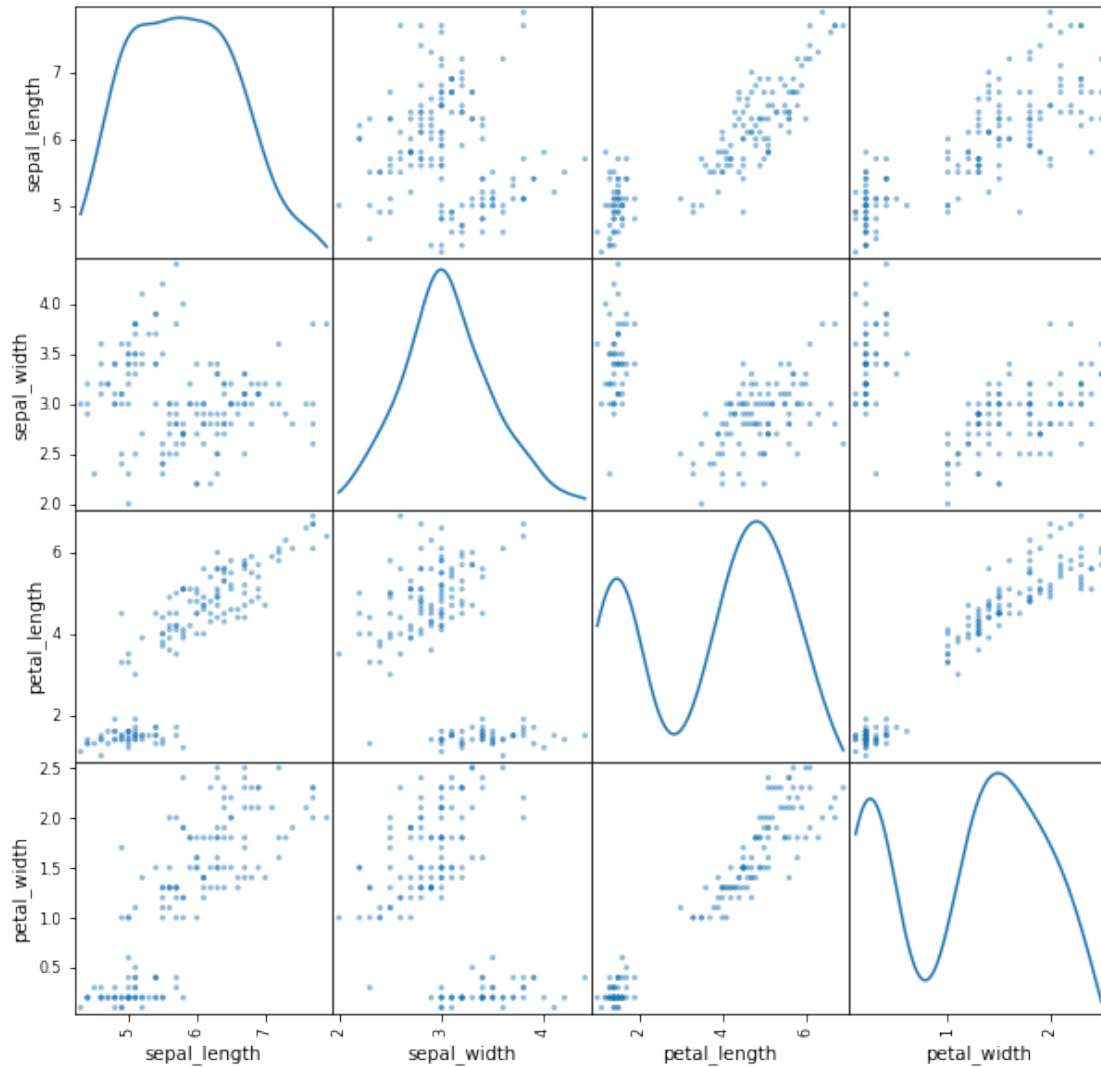 sepal_length
7
6
5
sepal_width
4.0
3.5
3.0
2.5
2.0
petal_length
6
4
2
petal_width
2.5
2.0
1.5
1.0
0.5
5 6 7 2 3 4 2 4 6 1 2
sepal_length sepal_width petal_length petal_width